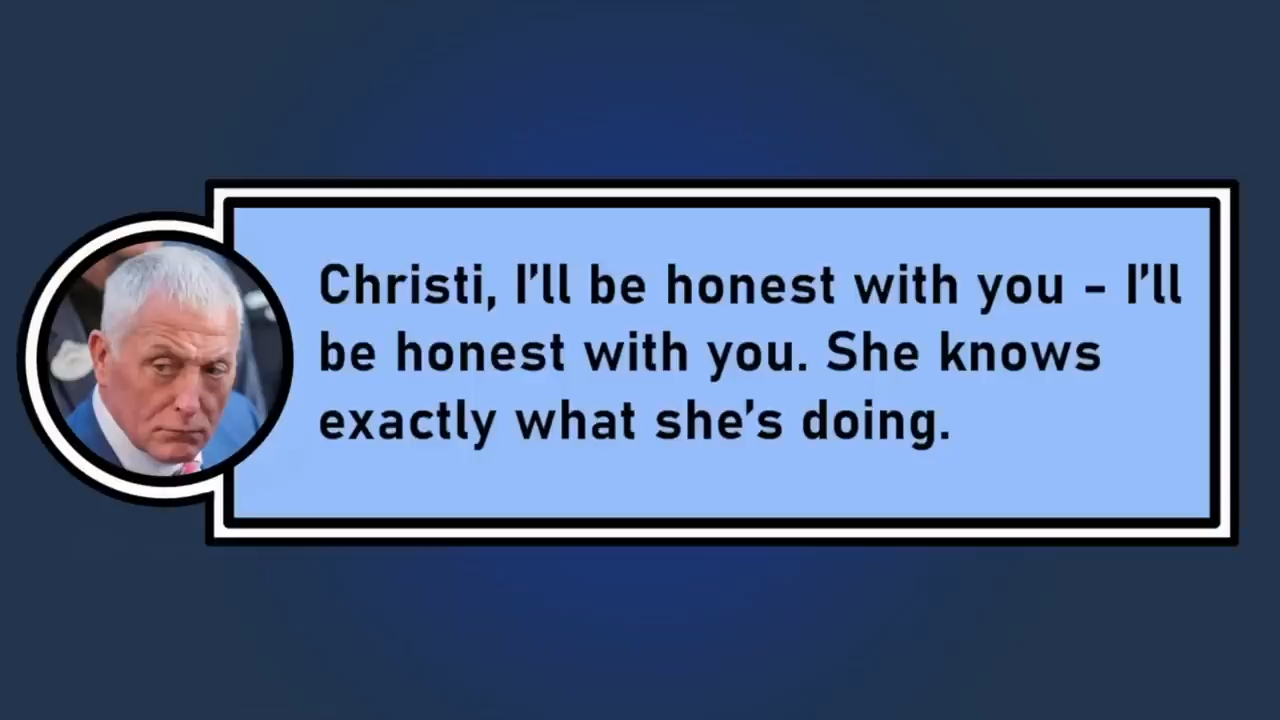 Christi, I’ll be honest with you - I’ll
be honest with you. She knows
exactly what she’s doing.